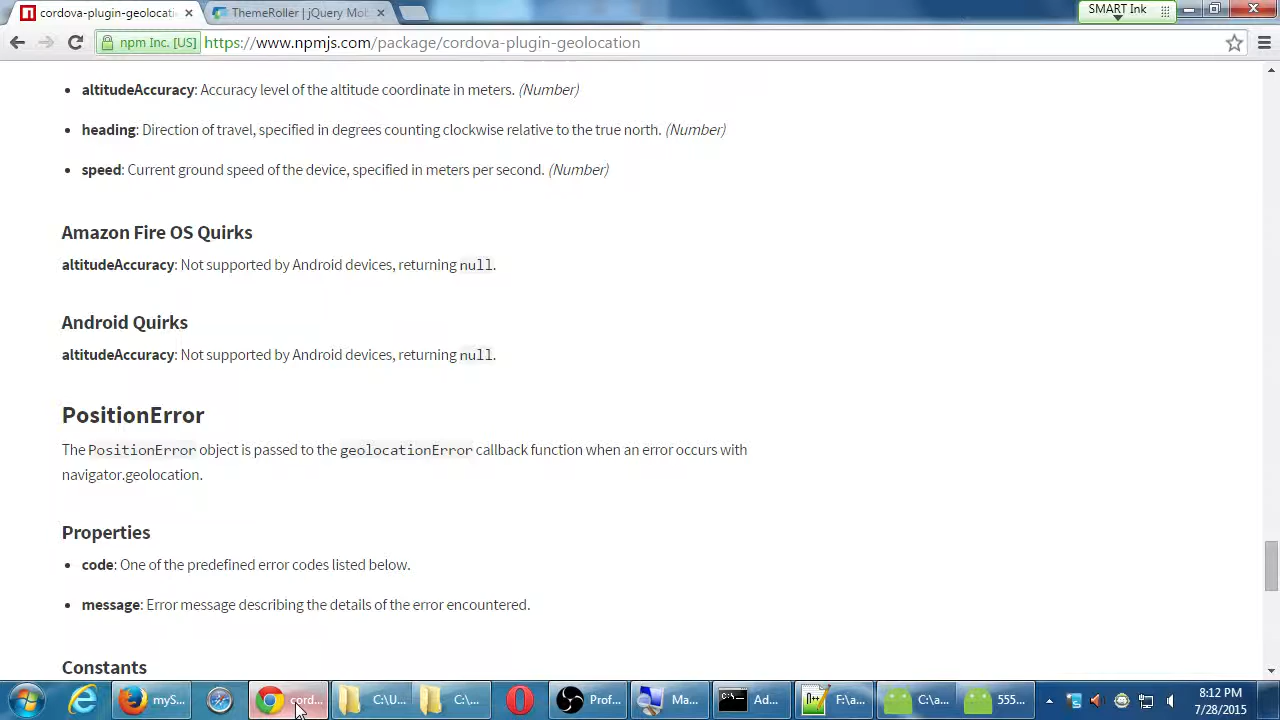 cordova-plugin-geolocati
ThemeRoller | jQuery Mob
SMART Ink
npm Inc. [US]
https://www.npmjs.com/package/cordova-plugin-geolocation
altitudeAccuracy: Accuracy level of the altitude coordinate in meters. (Number)
heading: Direction of travel, specified in degrees counting clockwise relative to the true north. (Number)
speed: Current ground speed of the device, specified in meters per second. (Number)
Amazon Fire OS Quirks
altitudeAccuracy: Not supported by Android devices, returning null.
Android Quirks
altitudeAccuracy: Not supported by Android devices, returning null.
PositionError
The PositionError object is passed to the geolocationError callback function when an error occurs with
navigator.geolocation.
Properties
code: One of the predefined error codes listed below.
message: Error message describing the details of the error encountered.
Constants
myS...
cord...
C:\U...
C:\...
Prof...
Ma...
Ad...
F:\a...
C:\a...
555...
8:12 PM
7/28/2015